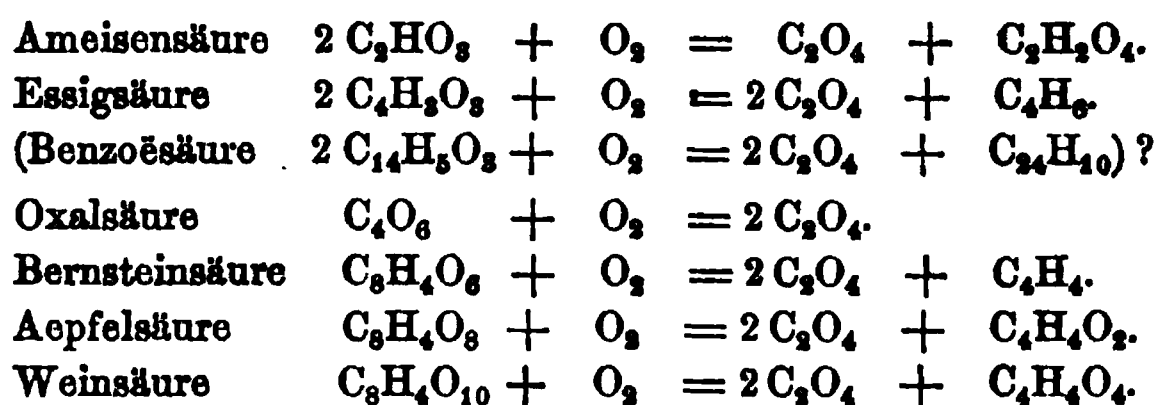 Ameisensäure 2 C₂HO₃ + O₂ = C₂O₄ + C₂H₂O₄.
Essigsäure 2 C₄H₃O₃ + O₂ = 2 C₂O₄ + C₄H₆.
(Benzoësäure 2 C₁₄H₅O₃ + O₂ = 2 C₂O₄ + C₂₄H₁₀) ?
Oxalsäure C₄O₆ + O₂ = 2 C₂O₄.
Bernsteinsäure C₈H₄O₆ + O₂ = 2 C₂O₄ + C₄H₄.
Aepfelsäure C₈H₄O₈ + O₂ = 2 C₂O₄ + C₄H₄O₂.
Weinsäure C₈H₄O₁₀ + O₂ = 2 C₂O₄ + C₄H₄O₄.